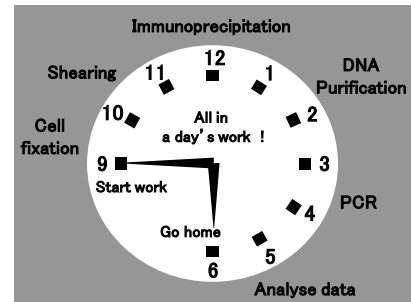 Immunoprecipitation
Shearing
DNA
Purification
Cell
fixation
12
11
1
10
2
All in
a day's work !
9
3
Start work
4
PCR
Go home
5
6
Analyse data